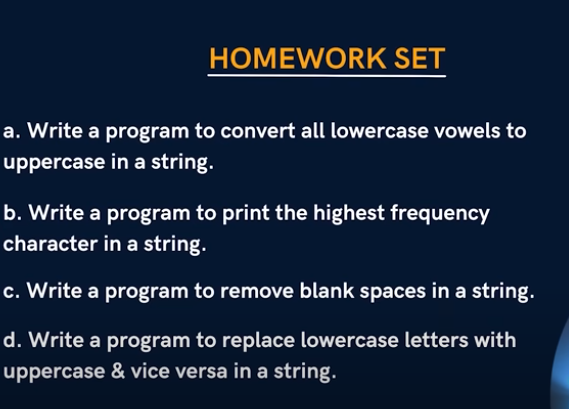 HOMEWORK SET
a. Write a program to convert all lowercase vowels to
uppercase in a string.
b. Write a program to print the highest frequency
character in a string.
c. Write a program to remove blank spaces in a string.
d. Write a program to replace lowercase letters with
uppercase & vice versa in a string.